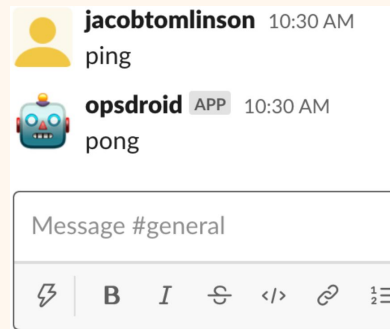 jacobtomlinson 10:30 AM
ping
opsdroid APP 10:30 AM
pong
Message #general
B I S </>